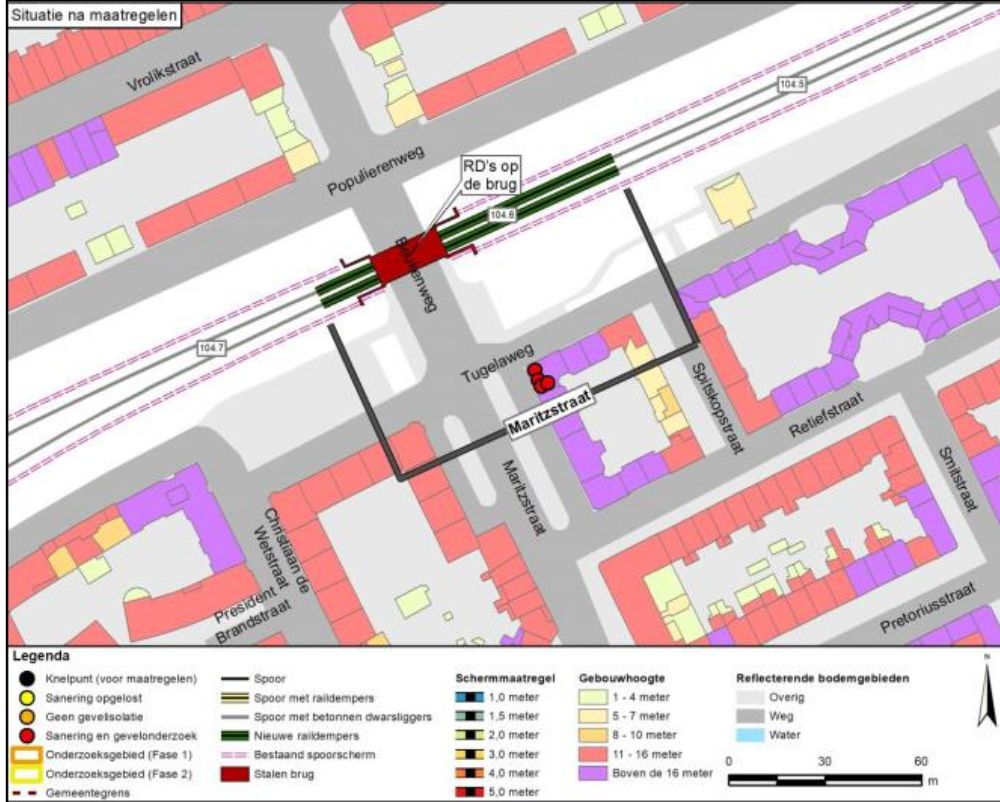 Situatie na maatregelen
Vrolikstraat
104.5
Populierenweg
RD's op
de brug
104.6
Beukenweg
104.7
Tugelaweg
Maritzstraat
Spitskopstraat
Retiefstraat
Maritzstraat
Smitstraat
Christiaan de
Wetstraat
President
Brandstraat
Pretoriusstraat
Legenda
Knelpunt (voor maatregelen)
Sanering opgelost
Geen gevelisolatie
Sanering en gevelonderzoek
Onderzoeksgebied (Fase 1)
Onderzoeksgebied (Fase 2)
Gemeentegrens
Spoor
Spoor met raildempers
Spoor met betonnen dwarsliggers
Nieuwe raildempers
Bestaand spoorscherm
Stalen brug
Schermmaatregel
1,0 meter
1,5 meter
2,0 meter
3,0 meter
4,0 meter
5,0 meter
Gebouwhoogte
1 - 4 meter
5 - 7 meter
8 - 10 meter
11 - 16 meter
Boven de 16 meter
Reflecterende bodemgebieden
Overig
Weg
Water
N
0 30 60
m